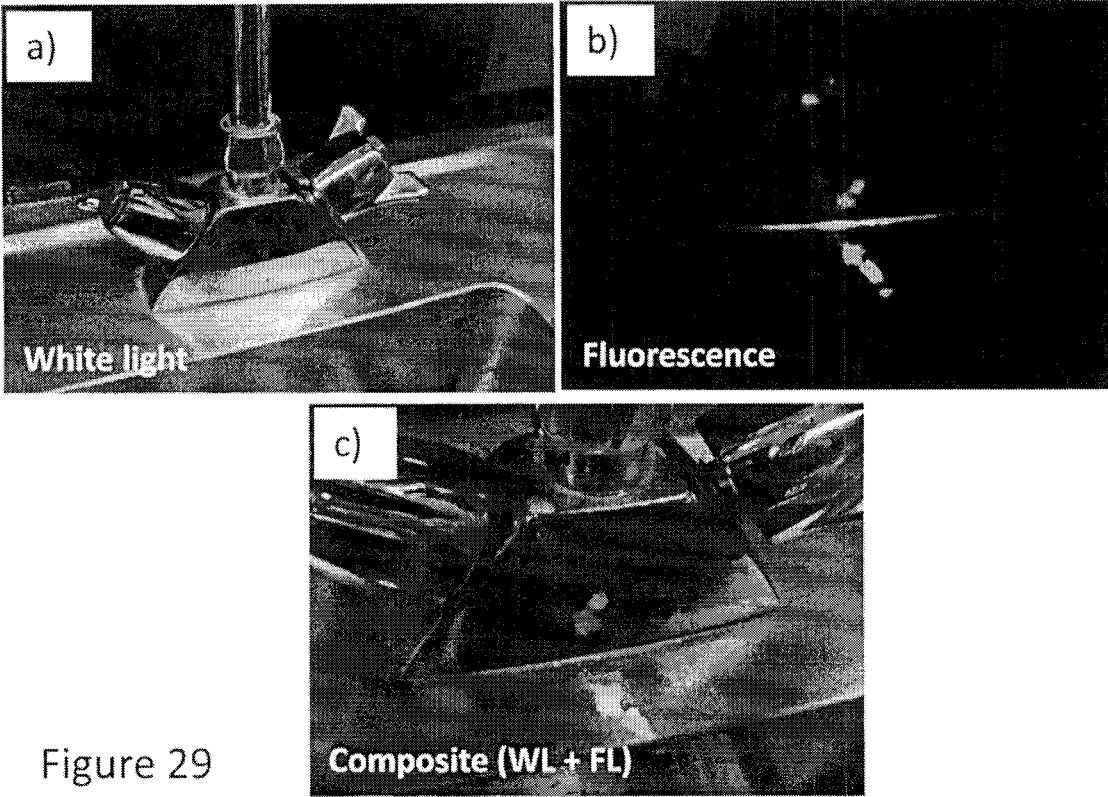 a)
White light
b)
Fluorescence
c)
Composite (WL + FL)
Figure 29